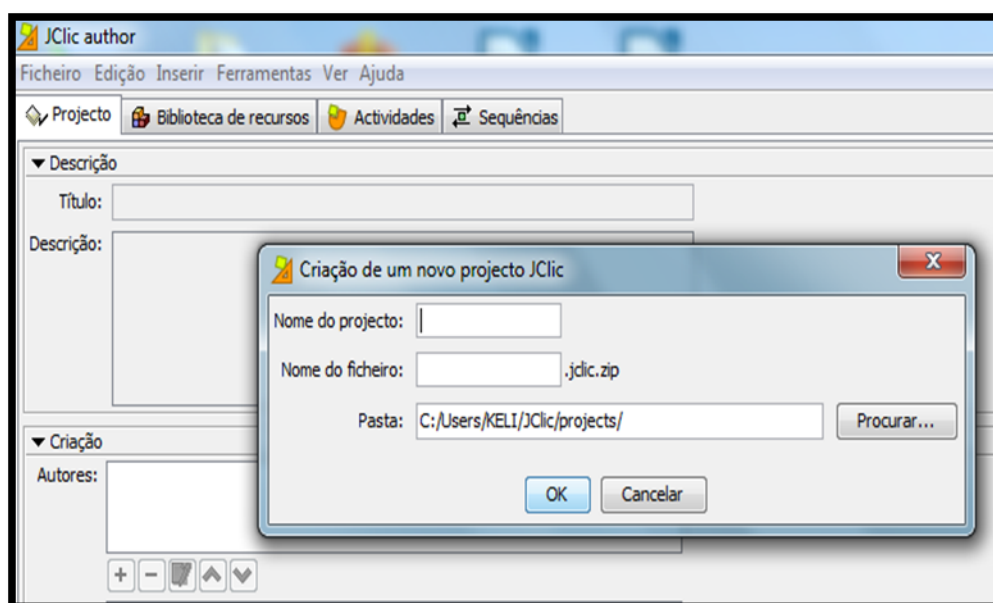 JClic author
Ficheiro Edição Inserir Ferramentas Ver Ajuda
Projecto Biblioteca de recursos Actividades Sequências
Descrição
Título:
Descrição:
Criação de um novo projecto JClic
Nome do projecto:
Nome do ficheiro: .jclic.zip
Pasta: C:/Users/KELI/JClic/projects/ Procurar...
OK Cancelar
Criação
Autores: